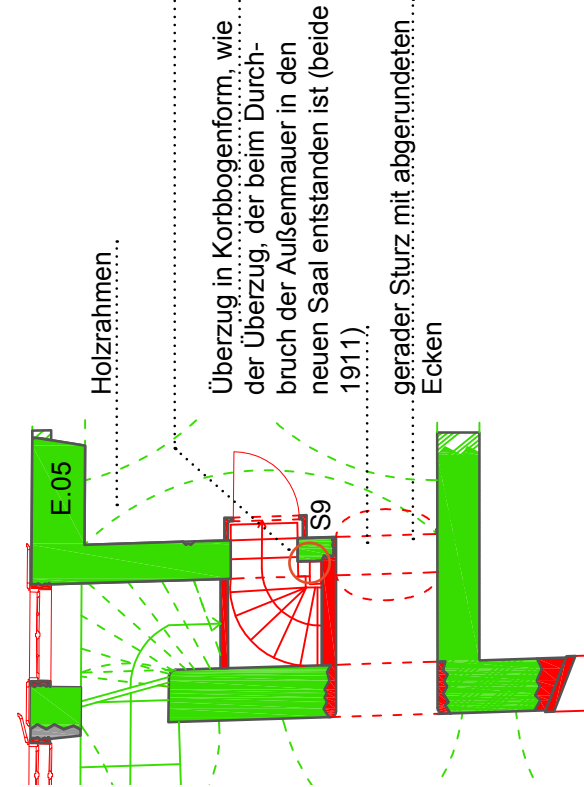 Holzrahmen
Überzug in Korbbogenform, wie
der Überzug, der beim Durch-
bruch der Außenmauer in den
neuen Saal entstanden ist (beide
1911)
gerader Sturz mit abgerundeten
Ecken
E.05
S9